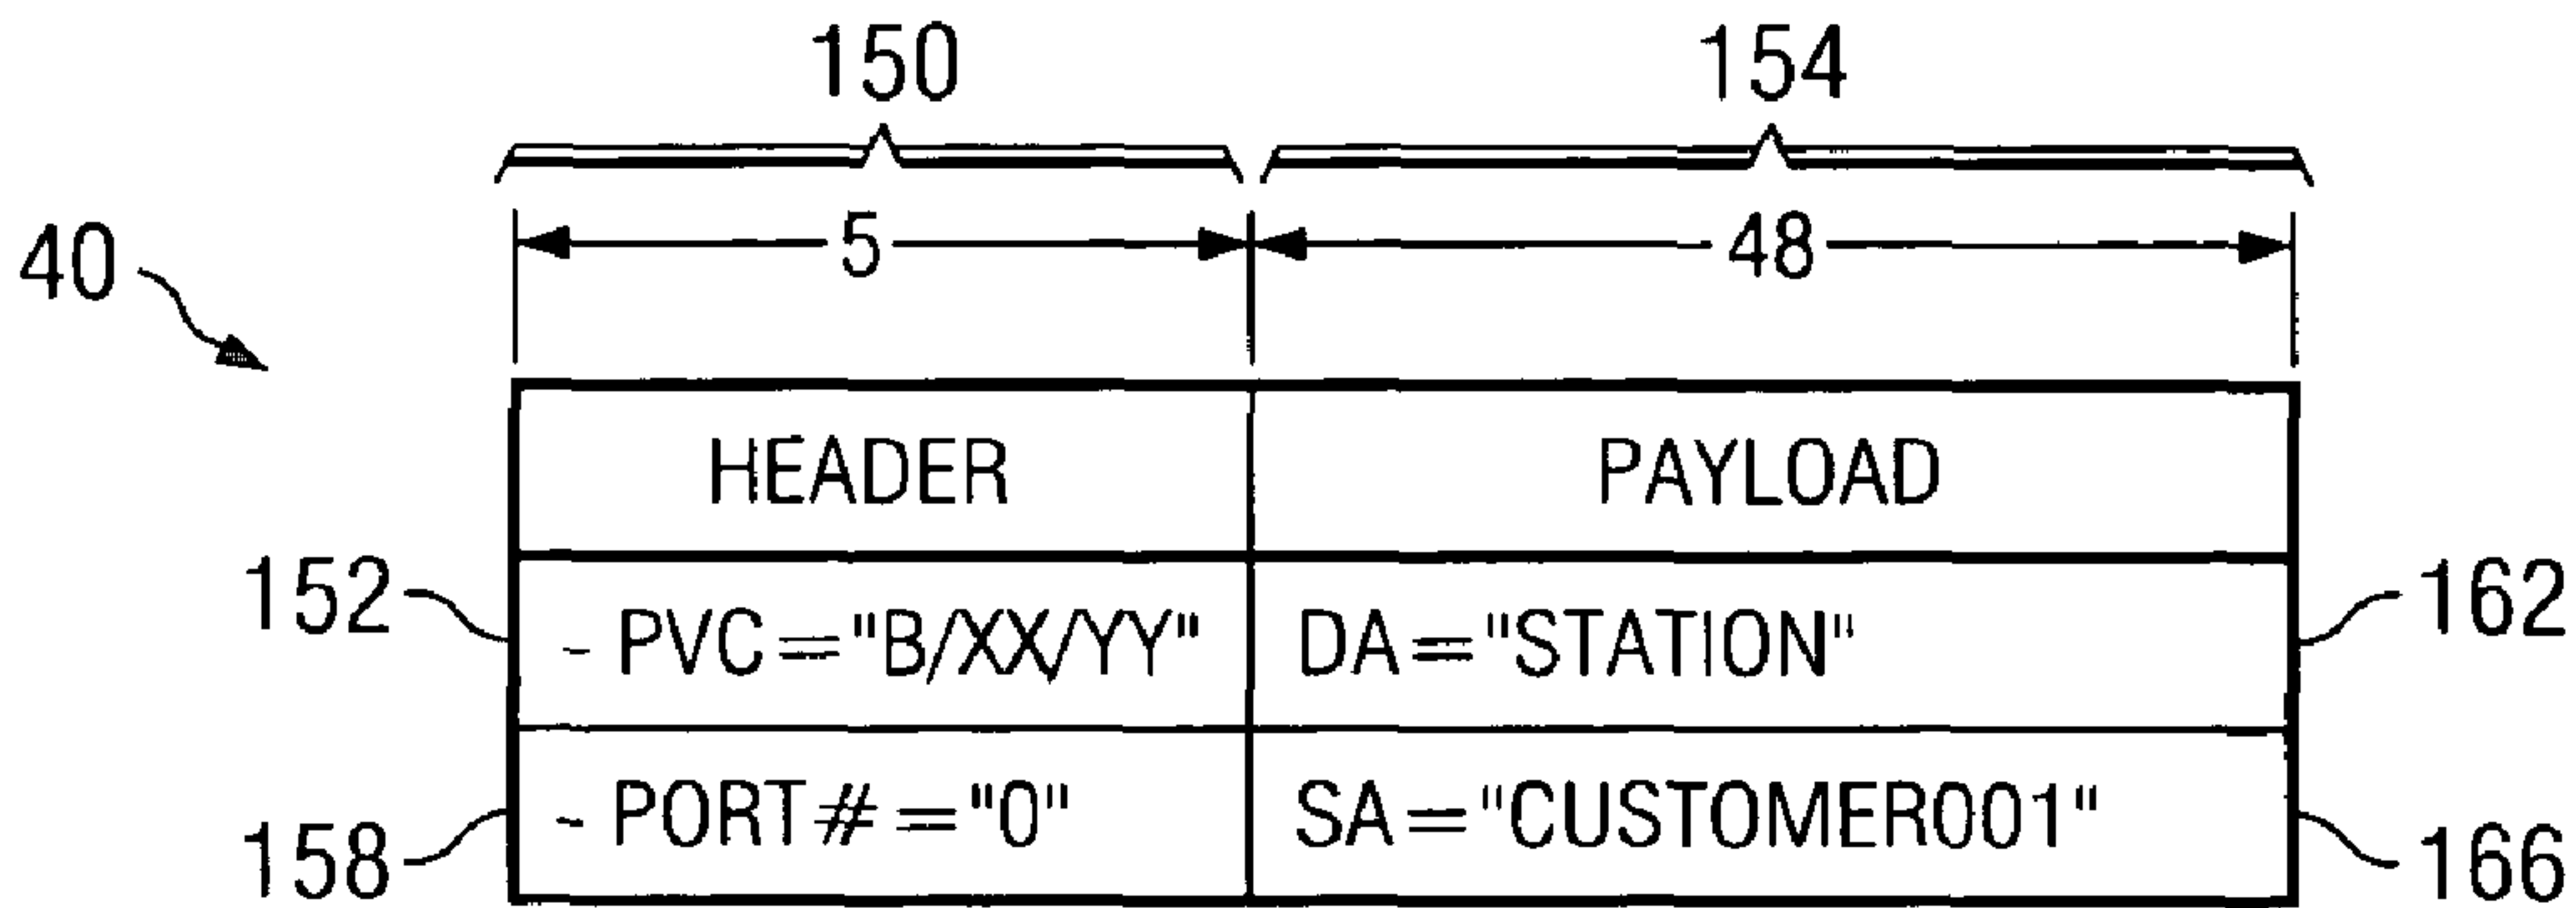 150 154
40 5 48
HEADER PAYLOAD
152 - PVC="B/XX/YY" DA="STATION" 162
158 - PORT#="0" SA="CUSTOMER001" 166